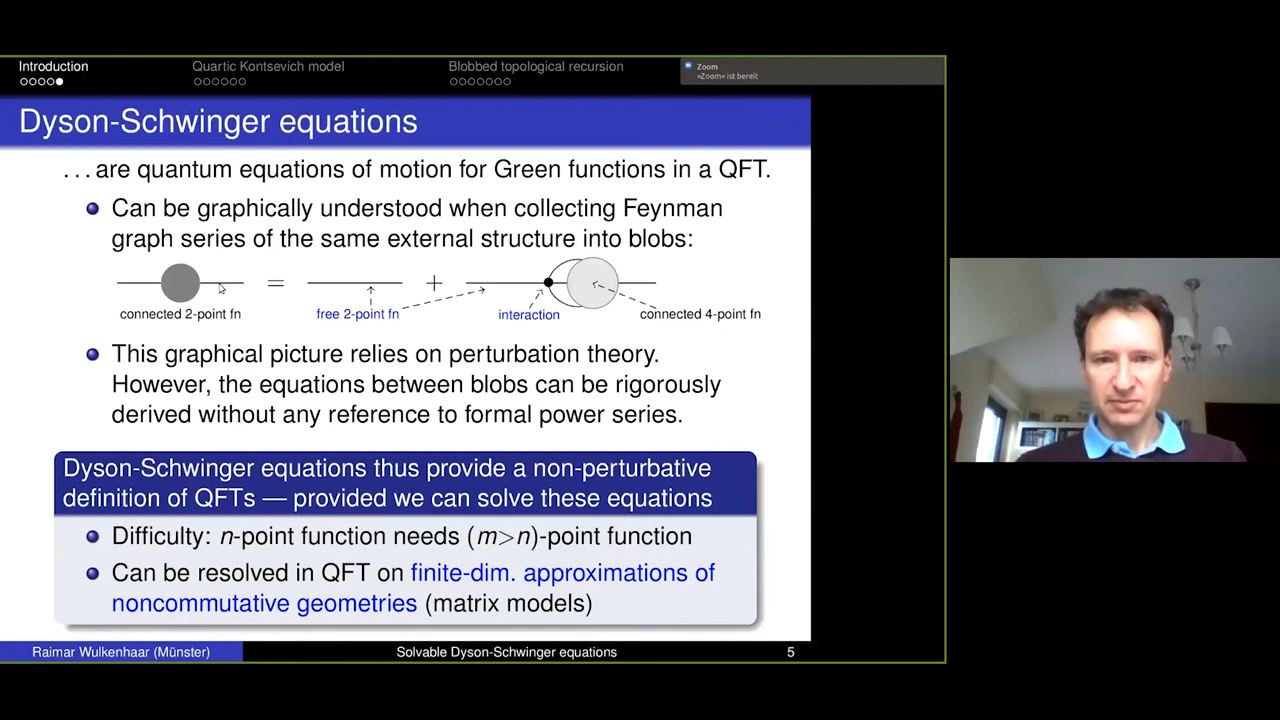 Introduction
Quartic Kontsevich model
Blobbed topological recursion
Zoom
»Zoom« ist bereit
Dyson-Schwinger equations
. . . are quantum equations of motion for Green functions in a QFT.
Can be graphically understood when collecting Feynman
graph series of the same external structure into blobs:
= +
connected 2-point fn
free 2-point fn
interaction
connected 4-point fn
This graphical picture relies on perturbation theory.
However, the equations between blobs can be rigorously
derived without any reference to formal power series.
Dyson-Schwinger equations thus provide a non-perturbative
definition of QFTs — provided we can solve these equations
Difficulty: n-point function needs (m>n)-point function
Can be resolved in QFT on finite-dim. approximations of
noncommutative geometries (matrix models)
Raimar Wulkenhaar (Münster)
Solvable Dyson-Schwinger equations
5